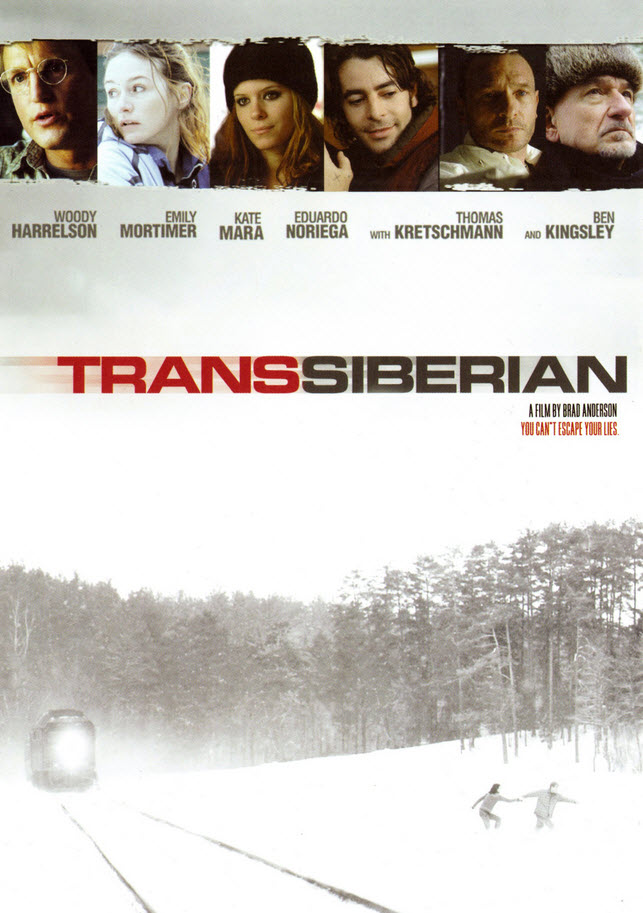 WOODY HARRELSON
EMILY MORTIMER
KATE MARA
EDUARDO NORIEGA
WITH THOMAS KRETSCHMANN
AND BEN KINGSLEY
TRANSSIBERIAN
A FILM BY BRAD ANDERSON
YOU CAN'T ESCAPE YOUR LIES.